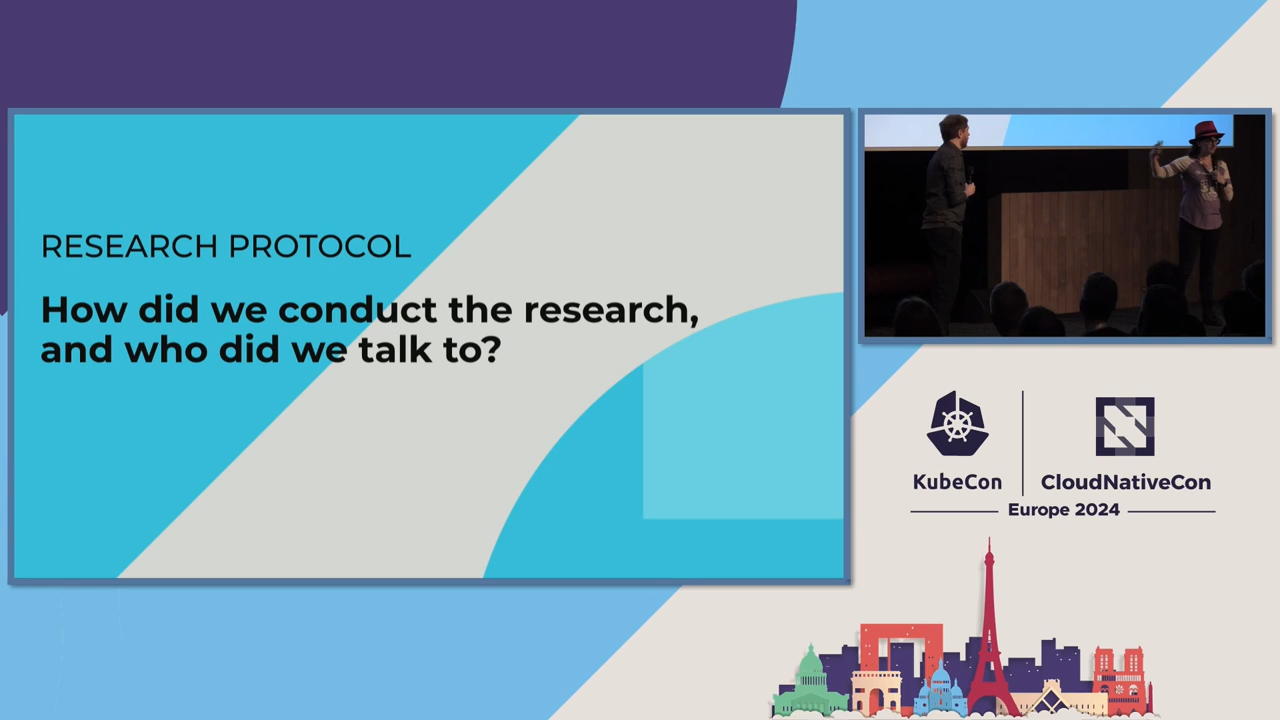 RESEARCH PROTOCOL
How did we conduct the research,
and who did we talk to?
KubeCon
CloudNativeCon
Europe 2024